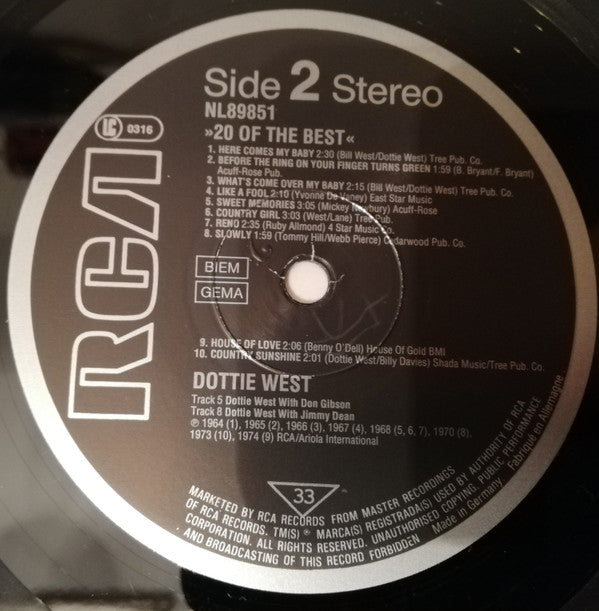 Side 2 Stereo
NL89851
»20 OF THE BEST«
1. HERE COMES MY BABY 2:30 (Bill West/Dottie West) Tree Pub. Co.
2. BEFORE THE RING ON YOUR FINGER TURNS GREEN 1:59 (B. Bryant/F. Bryant)
Acuff-Rose Pub.
3. WHAT'S COME OVER MY BABY 2:15 (Bill West/Dottie West) Tree Pub. Co.
4. LIKE A FOOL 2:10 (Yvonne De Vaney) East Star Music
5. SWEET MEMORIES 3:05 (Mickey Newbury) Acuff-Rose
6. COUNTRY GIRL 3:03 (West/Lane) Tree Pub.
7. RENO 2:35 (Ruby Allmond) 4 Star Music Co.
8. SLOWLY 1:59 (Tommy Hill/Webb Pierce) Cedarwood Pub. Co.
LC 0316
RCA
BIEM
GEMA
9. HOUSE OF LOVE 2:06 (Benny O'Dell) House Of Gold BMI
10. COUNTRY SUNSHINE 2:01 (Dottie West/Billy Davies) Shada Music/Tree Pub. Co.
DOTTIE WEST
Track 5 Dottie West With Don Gibson
Track 8 Dottie West With Jimmy Dean
℗ 1964 (1), 1965 (2), 1966 (3), 1967 (4), 1968 (5, 6, 7), 1970 (8),
1973 (10), 1974 (9) RCA/Ariola International
33
MARKETED BY RCA RECORDS FROM MASTER RECORDINGS
OF RCA RECORDS. TM(S) ® MARCA(S) REGISTRADA(S) USED BY AUTHORITY OF RCA
CORPORATION. ALL RIGHTS RESERVED. UNAUTHORISED COPYING, PUBLIC PERFORMANCE
AND BROADCASTING OF THIS RECORD FORBIDDEN
Made in Germany Fabriqué en Allemagne